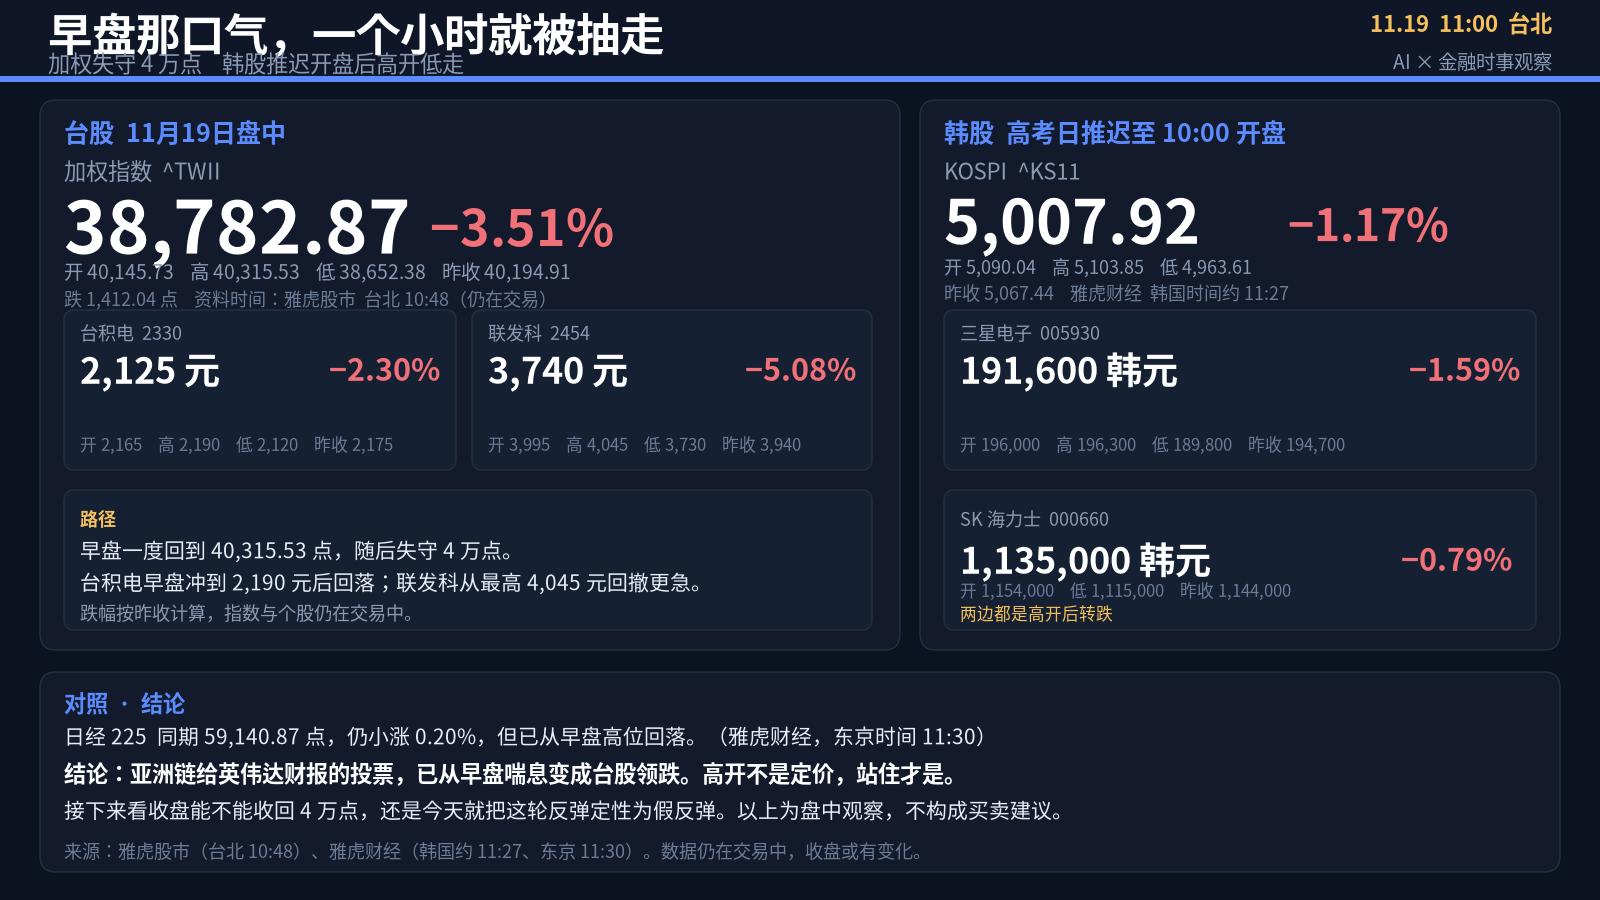 早盘那口气，一个小时就被抽走
加权失守 4 万点　韩股推迟开盘后高开低走
11.19 11:00 台北
AI × 金融时事观察
台股 11月19日盘中
加权指数 ^TWII
38,782.87 −3.51%
开 40,145.73　高 40,315.53　低 38,652.38　昨收 40,194.91
跌 1,412.04 点　资料时间：雅虎股市 台北 10:48（仍在交易）
台积电 2330
2,125 元 −2.30%
开 2,165　高 2,190　低 2,120　昨收 2,175
联发科 2454
3,740 元 −5.08%
开 3,995　高 4,045　低 3,730　昨收 3,940
路径
早盘一度回到 40,315.53 点，随后失守 4 万点。
台积电早盘冲到 2,190 元后回落；联发科从最高 4,045 元回撤更急。
跌幅按昨收计算，指数与个股仍在交易中。
韩股 高考日推迟至 10:00 开盘
KOSPI ^KS11
5,007.92 −1.17%
开 5,090.04　高 5,103.85　低 4,963.61
昨收 5,067.44　雅虎财经 韩国时间约 11:27
三星电子 005930
191,600 韩元 −1.59%
开 196,000　高 196,300　低 189,800　昨收 194,700
SK 海力士 000660
1,135,000 韩元 −0.79%
开 1,154,000　低 1,115,000　昨收 1,144,000
两边都是高开后转跌
对照 · 结论
日经 225 同期 59,140.87 点，仍小涨 0.20%，但已从早盘高位回落。（雅虎财经，东京时间 11:30）
结论：亚洲链给英伟达财报的投票，已从早盘喘息变成台股领跌。高开不是定价，站住才是。
接下来看收盘能不能收回 4 万点，还是今天就把这轮反弹定性为假反弹。以上为盘中观察，不构成买卖建议。
来源：雅虎股市（台北 10:48）、雅虎财经（韩国约 11:27、东京 11:30）。数据仍在交易中，收盘或有变化。